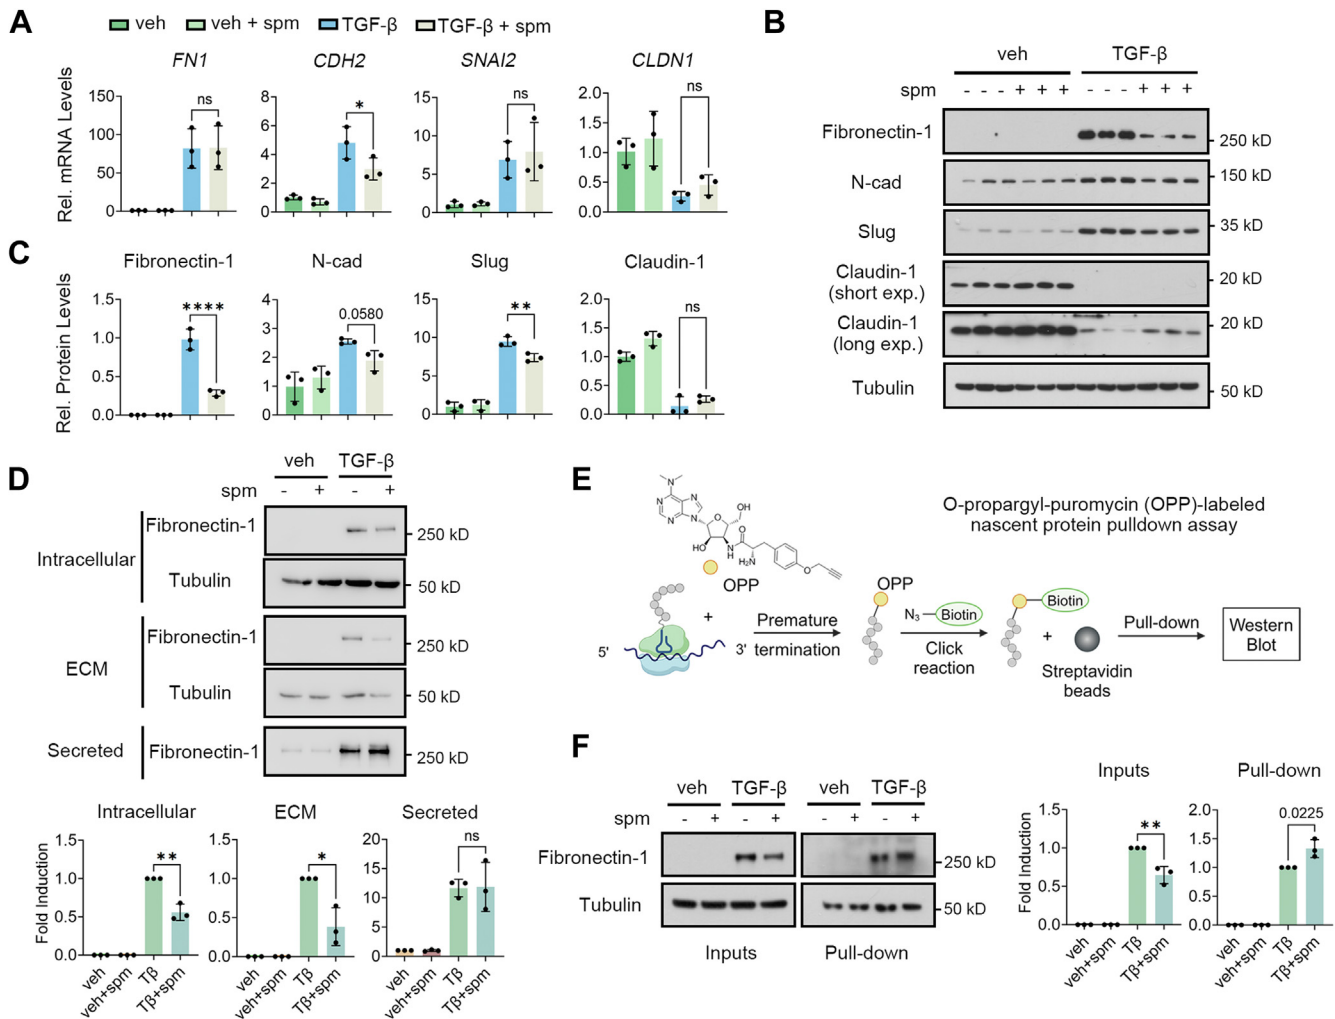 A
veh
veh + spm
TGF-β
TGF-β + spm
FN1
CDH2
SNAI2
CLDN1
Rel. mRNA Levels
150
100
50
0
ns
8
6
4
2
0
*
15
10
5
0
ns
2.0
1.5
1.0
0.5
0.0
ns
B
veh
TGF-β
spm
- - - + + + - - - + + +
Fibronectin-1
250 kD
N-cad
150 kD
Slug
35 kD
Claudin-1
(short exp.)
20 kD
Claudin-1
(long exp.)
20 kD
Tubulin
50 kD
C
Fibronectin-1
N-cad
Slug
Claudin-1
Rel. Protein Levels
1.5
1.0
0.5
0.0
****
4
3
2
1
0
0.0580
15
10
5
0
**
2.0
1.5
1.0
0.5
0.0
ns
D
veh
TGF-β
spm
- + - +
Intracellular
Fibronectin-1
250 kD
Tubulin
50 kD
ECM
Fibronectin-1
250 kD
Tubulin
50 kD
Secreted
Fibronectin-1
250 kD
Intracellular
ECM
Secreted
Fold Induction
1.5
1.0
0.5
0.0
**
veh
veh+spm
Tβ
Tβ+spm
1.5
1.0
0.5
0.0
*
veh
veh+spm
Tβ
Tβ+spm
20
15
10
5
0
ns
veh
veh+spm
Tβ
Tβ+spm
E
O-propargyl-puromycin (OPP)-labeled
nascent protein pulldown assay
N
N
N
N
N
O
OH
HO
N
H
O
H₂N
O
OPP
+
5'
3'
Premature
termination
OPP
N₃
Biotin
Click
reaction
Biotin
+
Streptavidin
beads
Pull-down
Western
Blot
F
veh
TGF-β
veh
TGF-β
spm
- + - + - + - +
Fibronectin-1
250 kD
Tubulin
50 kD
Inputs
Pull-down
Inputs
Pull-down
Fold Induction
1.5
1.0
0.5
0.0
**
veh
veh+spm
Tβ
Tβ+spm
2.0
1.5
1.0
0.5
0.0
0.0225
veh
veh+spm
Tβ
Tβ+spm